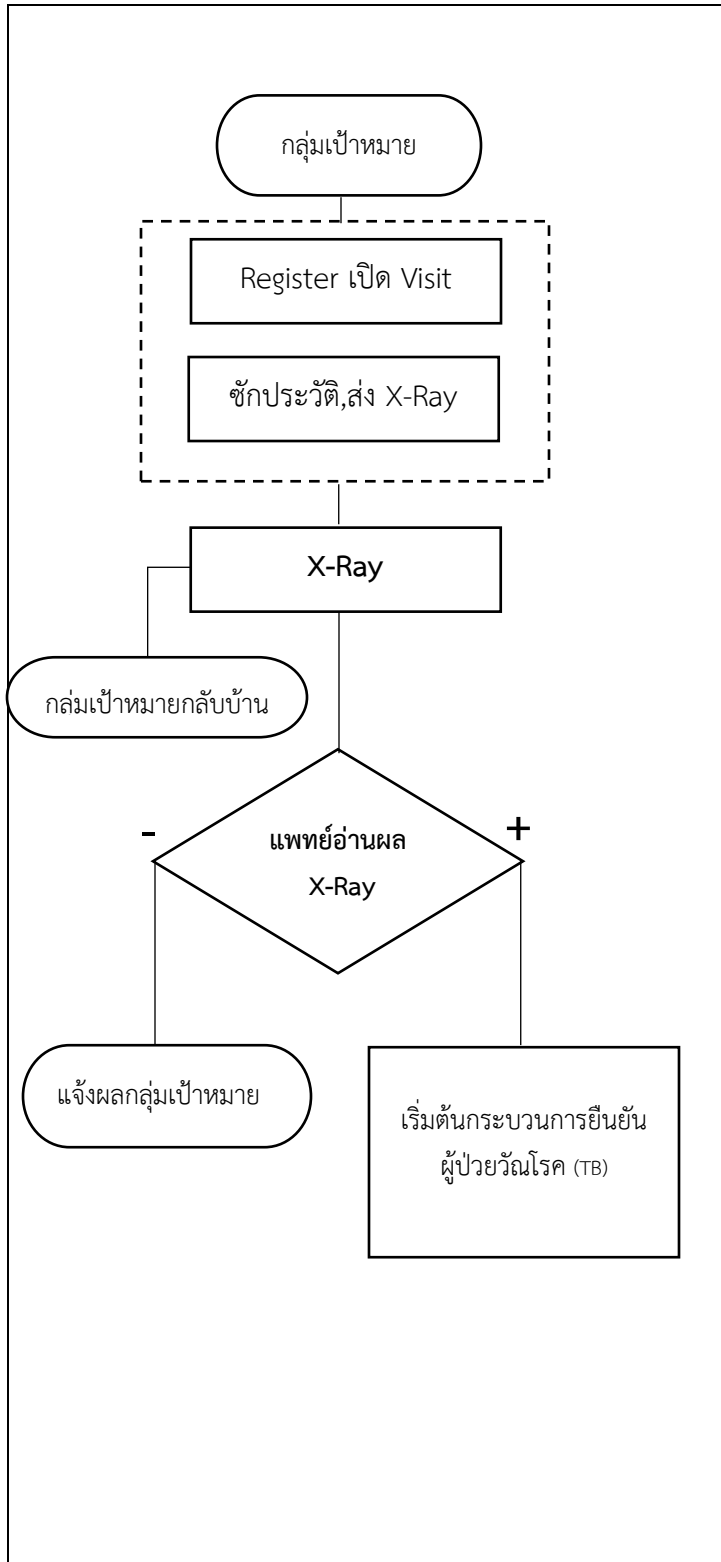 กลุ่มเป้าหมาย
Register เปิด Visit
ซักประวัติ,ส่ง X-Ray
X-Ray
กล่มเป้าหมายกลับบ้าน
-
+
แพทย์อ่านผล
X-Ray
แจ้งผลกลุ่มเป้าหมาย
เริ่มต้นกระบวนการยืนยัน
ผู้ป่วยวัณโรค (TB)